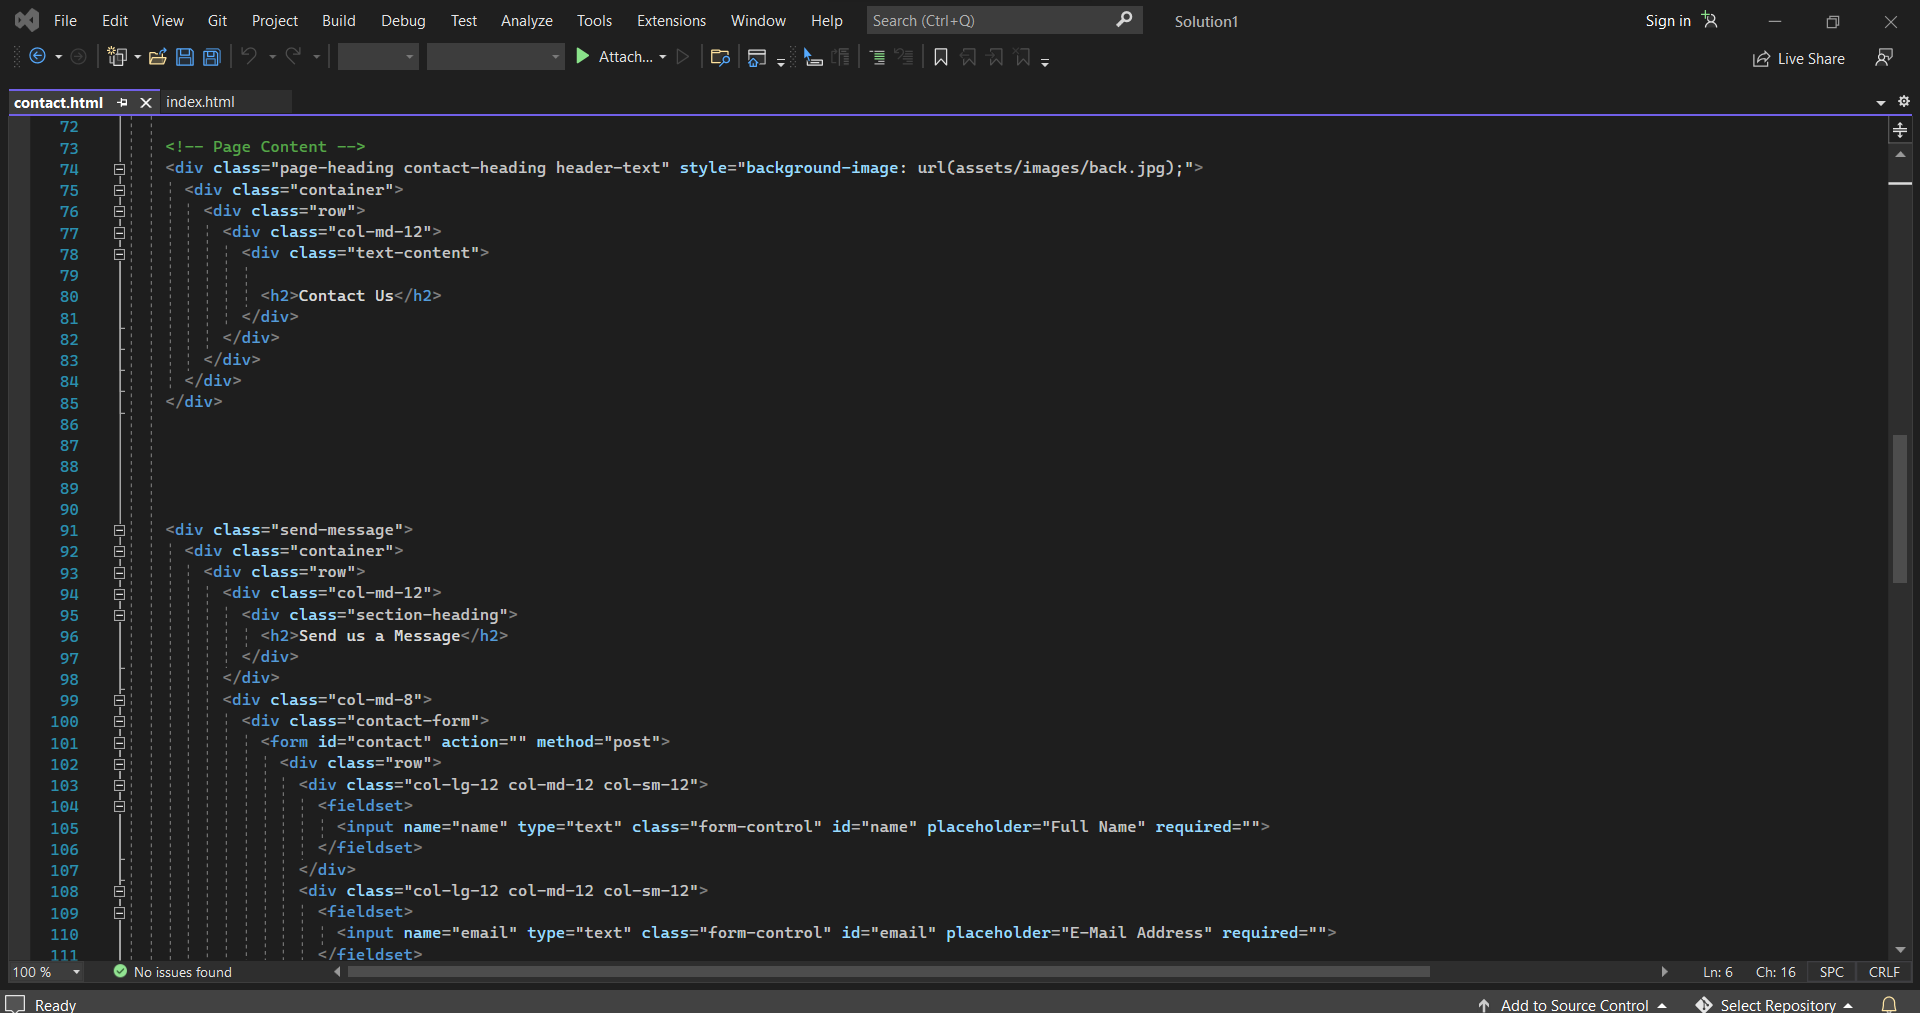 File Edit View Git Project Build Debug Test Analyze Tools Extensions Window Help Search (Ctrl+Q) Solution1 Sign in
Attach... Live Share
contact.html index.html
72
73 <!-- Page Content -->
74 <div class="page-heading contact-heading header-text" style="background-image: url(assets/images/back.jpg);">
75 <div class="container">
76 <div class="row">
77 <div class="col-md-12">
78 <div class="text-content">
79
80 <h2>Contact Us</h2>
81 </div>
82 </div>
83 </div>
84 </div>
85 </div>
86
87
88
89
90
91 <div class="send-message">
92 <div class="container">
93 <div class="row">
94 <div class="col-md-12">
95 <div class="section-heading">
96 <h2>Send us a Message</h2>
97 </div>
98 </div>
99 <div class="col-md-8">
100 <div class="contact-form">
101 <form id="contact" action="" method="post">
102 <div class="row">
103 <div class="col-lg-12 col-md-12 col-sm-12">
104 <fieldset>
105 <input name="name" type="text" class="form-control" id="name" placeholder="Full Name" required="">
106 </fieldset>
107 </div>
108 <div class="col-lg-12 col-md-12 col-sm-12">
109 <fieldset>
110 <input name="email" type="text" class="form-control" id="email" placeholder="E-Mail Address" required="">
111 </fieldset>
100 % No issues found Ln: 6 Ch: 16 SPC CRLF
Ready Add to Source Control Select Repository